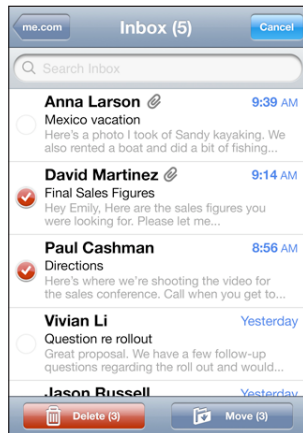 me.com
Inbox (5)
Cancel
Search Inbox
Anna Larson
9:39 AM
Mexico vacation
Here's a photo I took of Sandy kayaking. We
also rented a boat and did a bit of fishing...
David Martinez
9:14 AM
Final Sales Figures
Hey Emily, Here are the sales figures you
were looking for. Please let me...
Paul Cashman
8:56 AM
Directions
Here's where we're shooting the video for
the sales conference. Call when you get to...
Vivian Li
Yesterday
Question re rollout
Great proposal. We have a few follow-up
questions regarding the roll out and would...
Jason Russell
Yesterday
Delete (3)
Move (3)